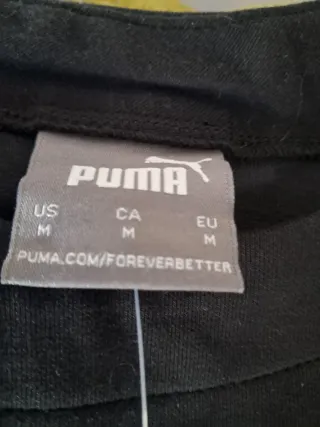 PUMA
US CA EU
M M M
PUMA.COM/FOREVERBETTER